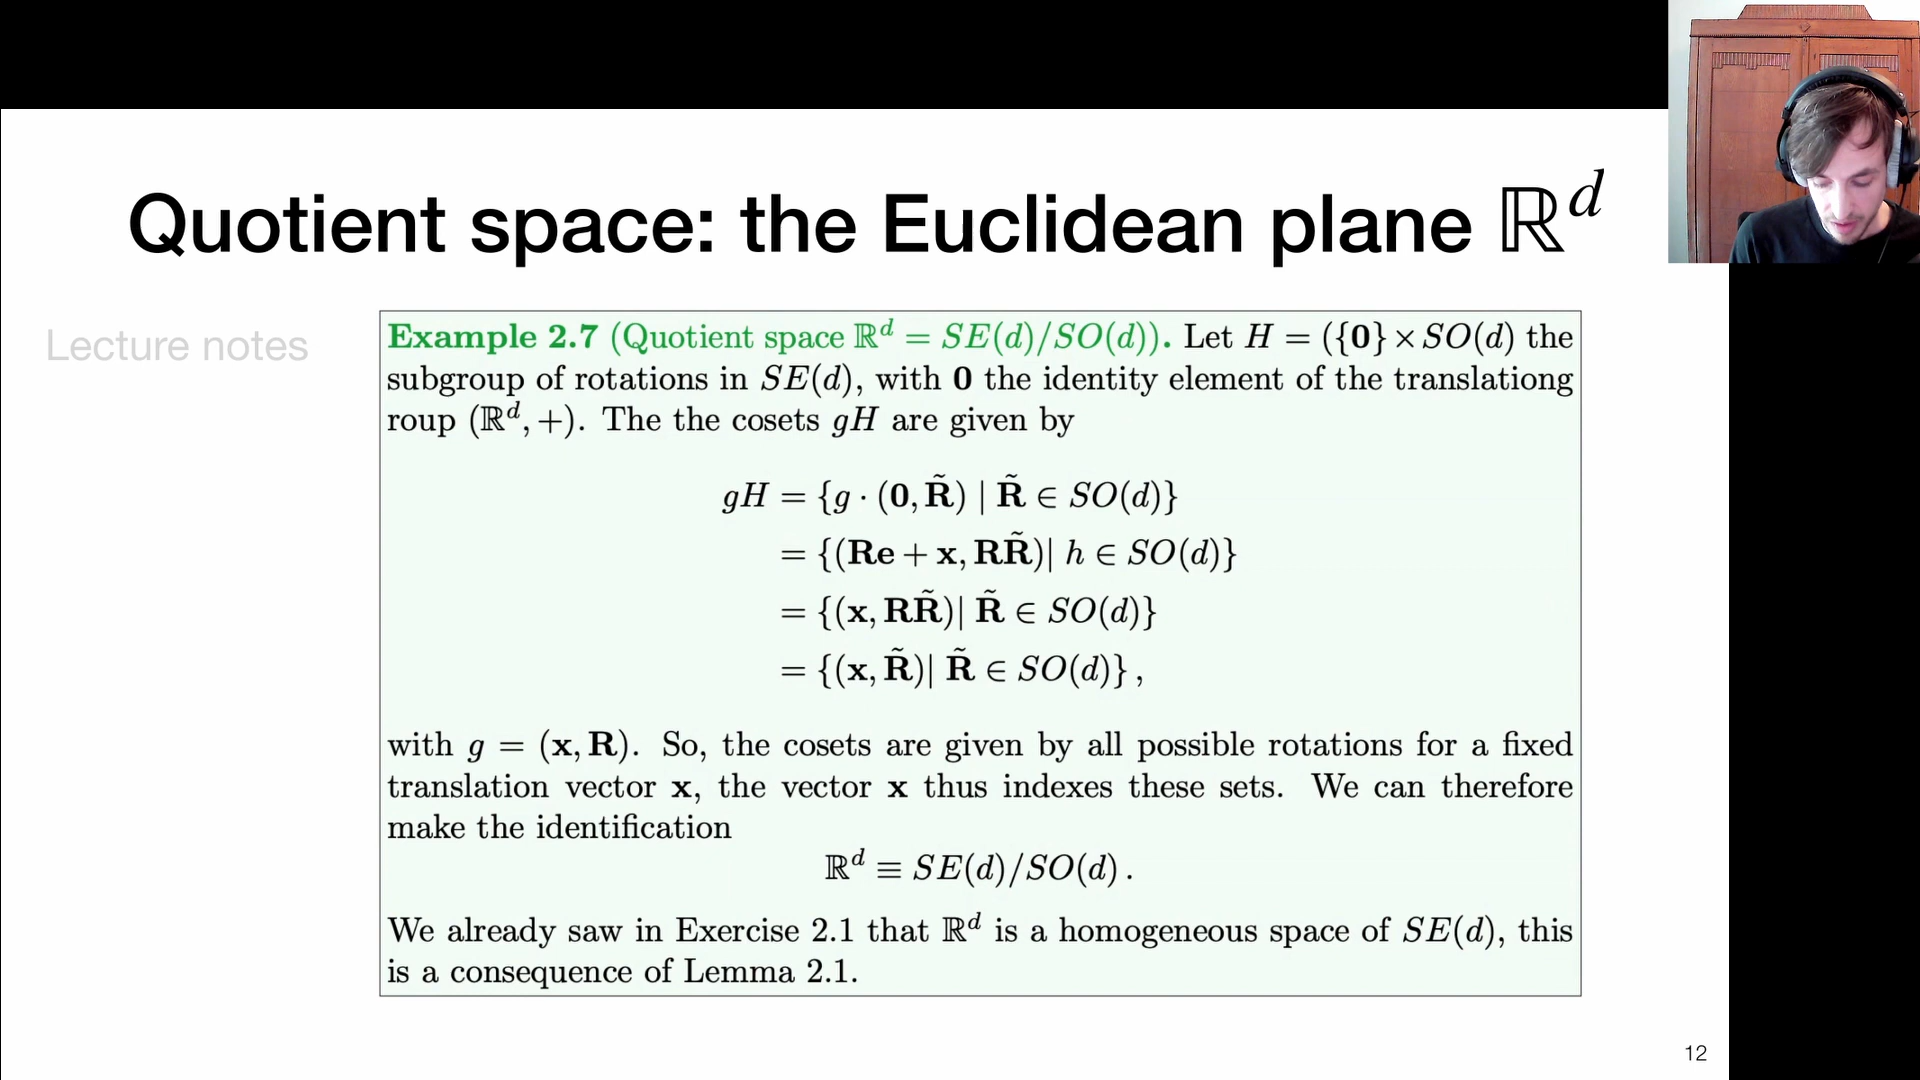 Quotient space: the Euclidean plane ℝ^d
Lecture notes
Example 2.7 (Quotient space ℝ^d = SE(d)/SO(d)). Let H = ({0} × SO(d) the
subgroup of rotations in SE(d), with 0 the identity element of the translationg
roup (ℝ^d, +). The the cosets gH are given by
gH = {g · (0, R̃) | R̃ ∈ SO(d)}
= {(Re + x, RR̃)| h ∈ SO(d)}
= {(x, RR̃)| R̃ ∈ SO(d)}
= {(x, R̃)| R̃ ∈ SO(d)} ,
with g = (x, R). So, the cosets are given by all possible rotations for a fixed
translation vector x, the vector x thus indexes these sets. We can therefore
make the identification
ℝ^d ≡ SE(d)/SO(d) .
We already saw in Exercise 2.1 that ℝ^d is a homogeneous space of SE(d), this
is a consequence of Lemma 2.1.
12